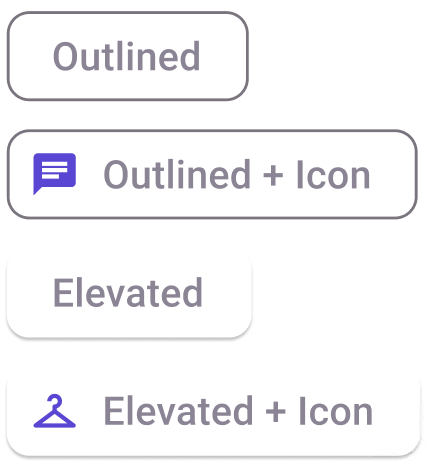 Outlined
Outlined + Icon
Elevated
Elevated + Icon